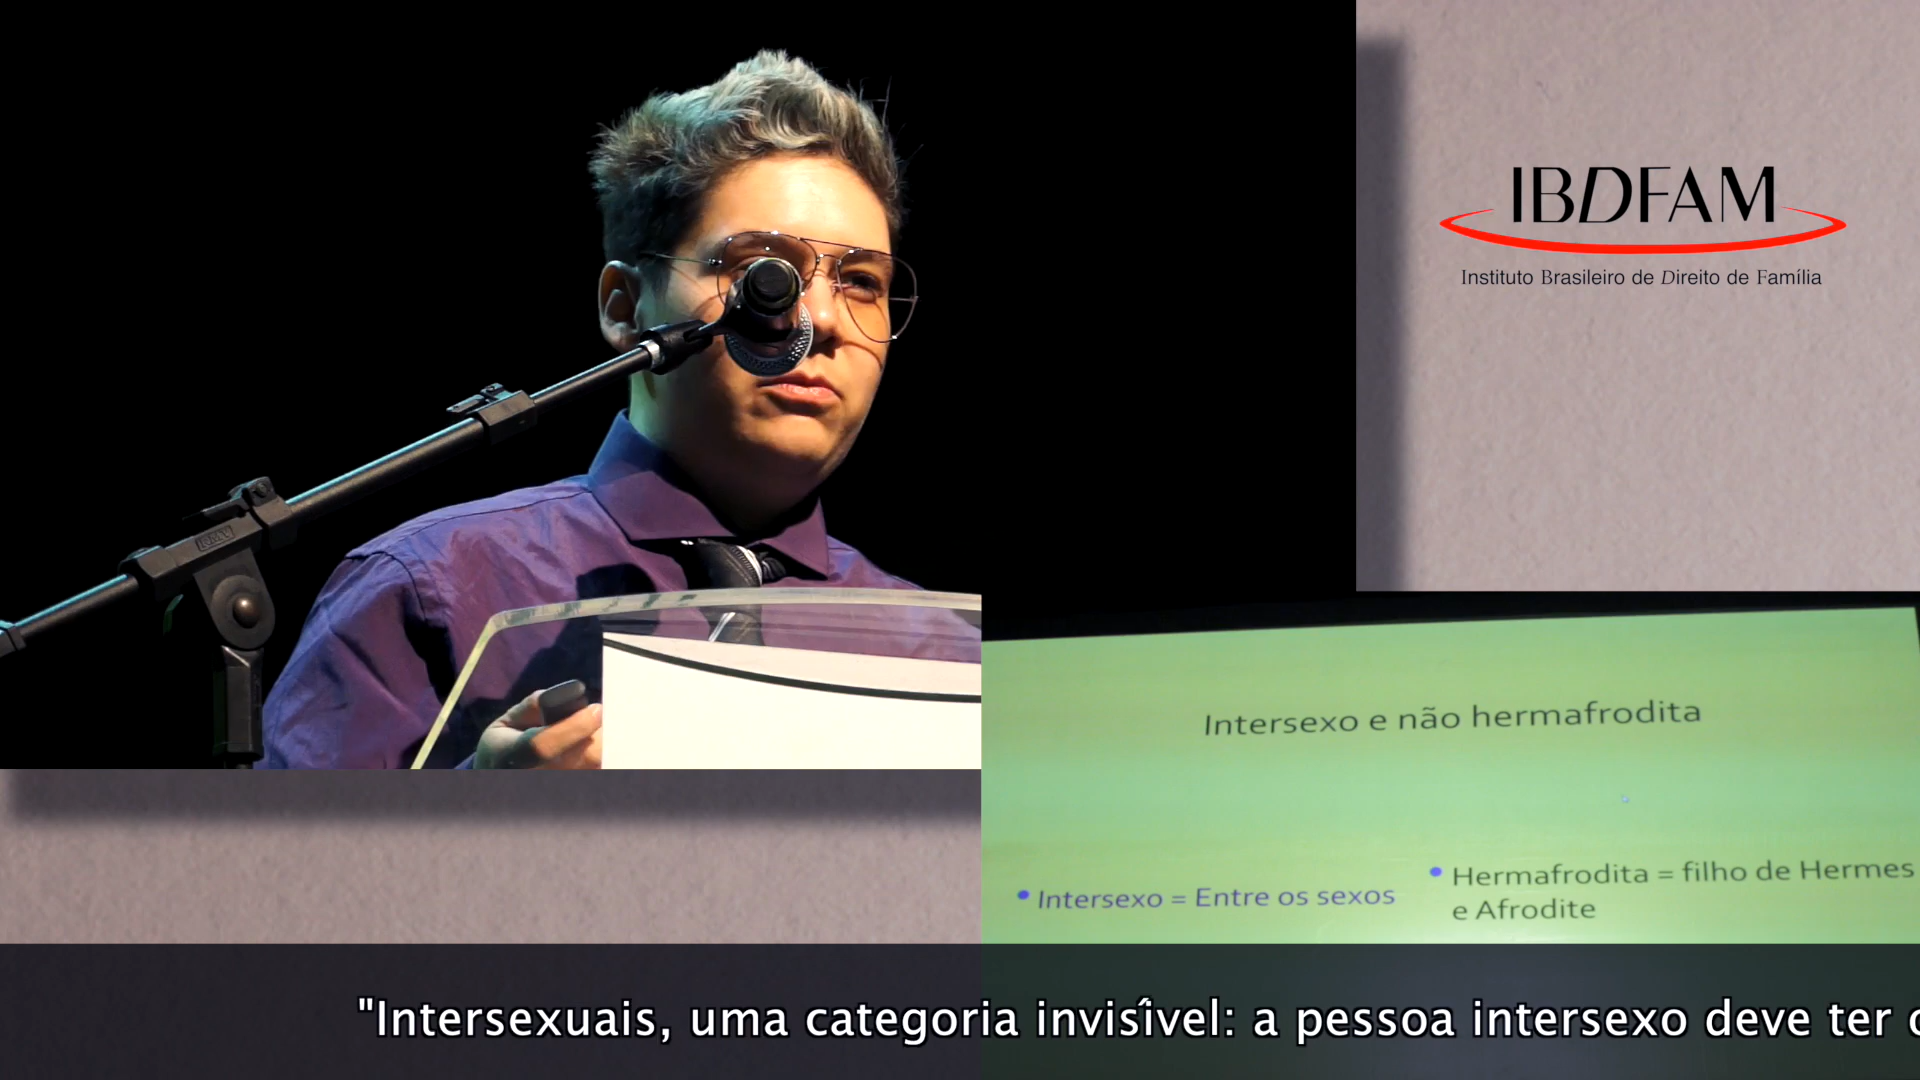 IBDFAM
Instituto Brasileiro de Direito de Família
Intersexo e não hermafrodita
• Intersexo = Entre os sexos
• Hermafrodita = filho de Hermes
e Afrodite
"Intersexuais, uma categoria invisível: a pessoa intersexo deve ter